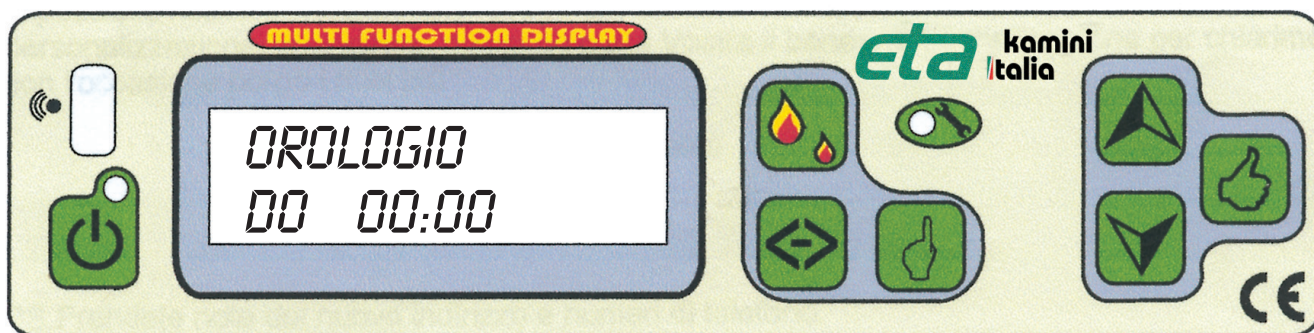 MULTI FUNCTION DISPLAY
eta kamini
Italia
OROLOGIO
DO 00:00
CE